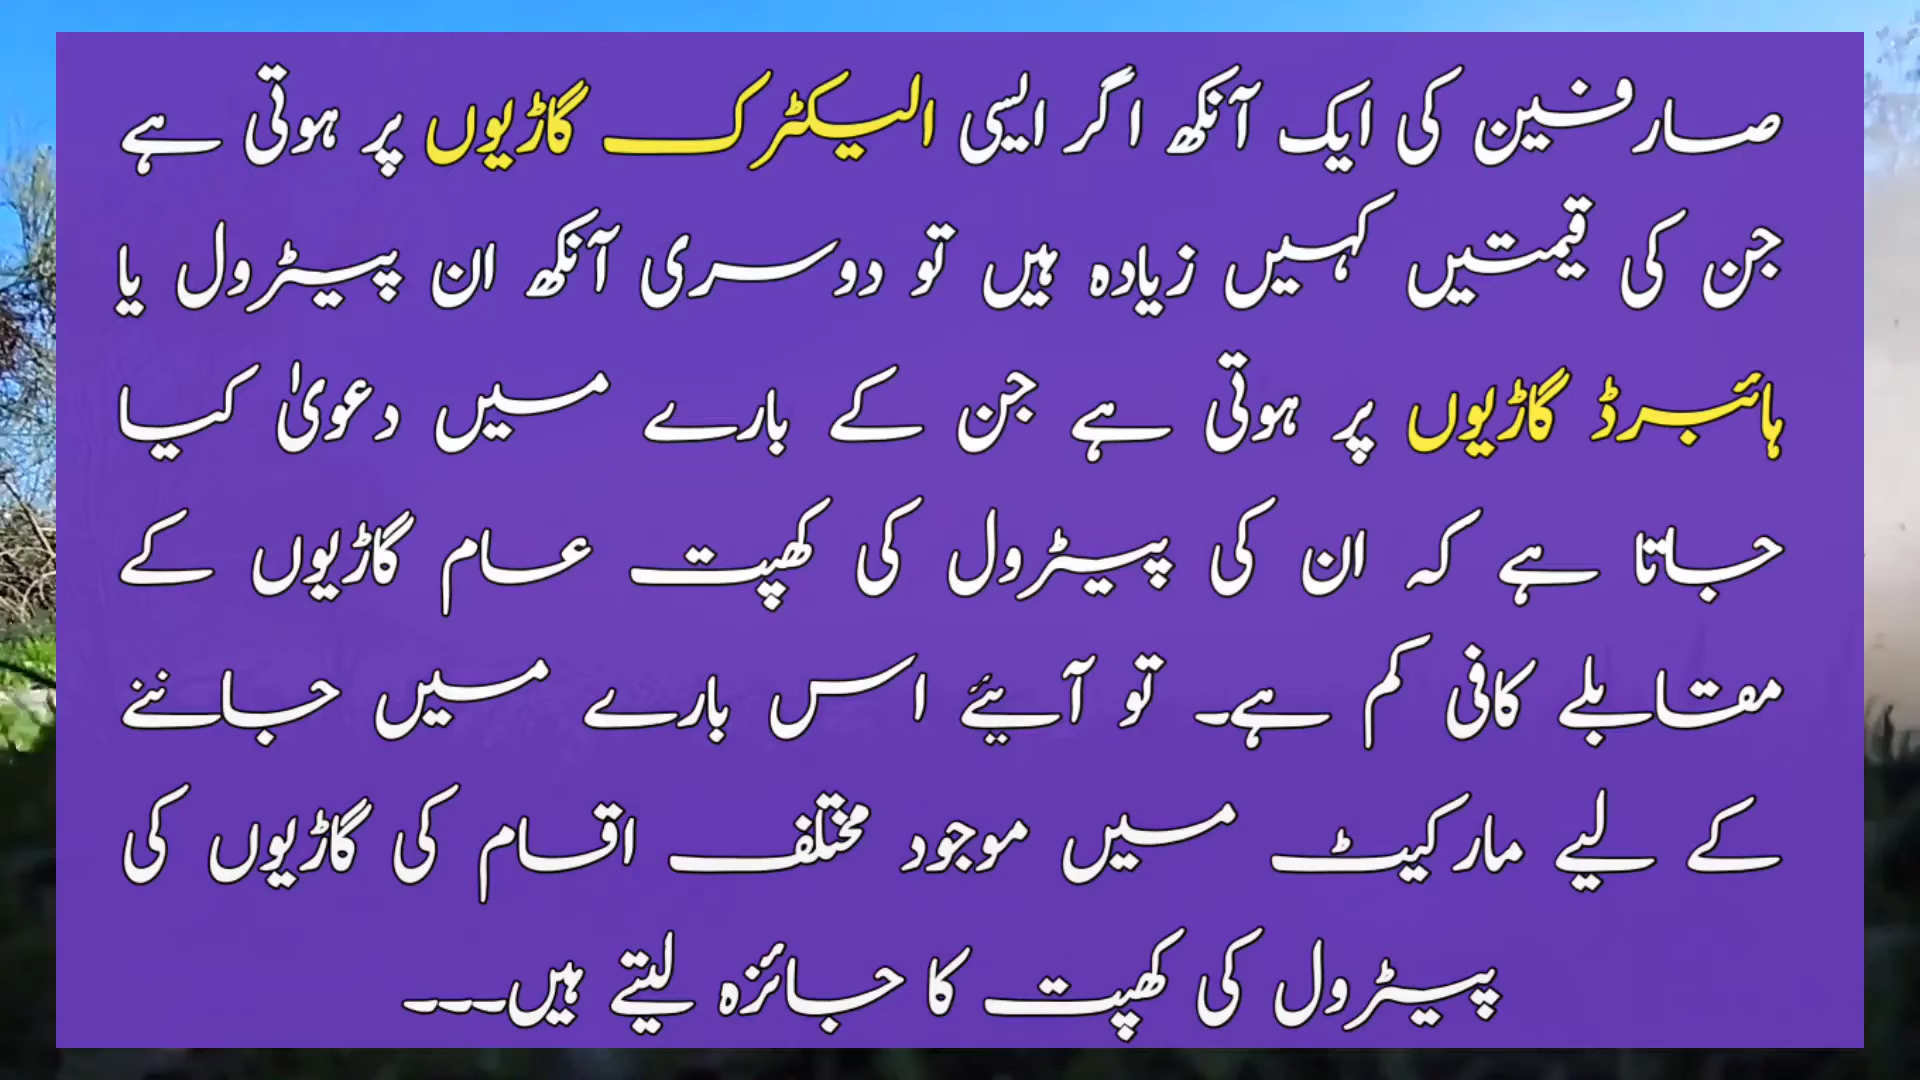 صارفین کی ایک آنکھ اگر ایسی الیکٹرک گاڑیوں پر ہوتی ہے
جن کی قیمتیں کہیں زیادہ ہیں تو دوسری آنکھ ان پیٹرول یا
ہائبرڈ گاڑیوں پر ہوتی ہے جن کے بارے میں دعویٰ کیا
جاتا ہے کہ ان کی پیٹرول کی کھپت عام گاڑیوں کے
مقابلے کافی کم ہے۔ تو آیئے اس بارے میں جاننے
کے لیے مارکیٹ میں موجود مختلف اقسام کی گاڑیوں کی
پیٹرول کی کھپت کا جائزہ لیتے ہیں۔۔۔